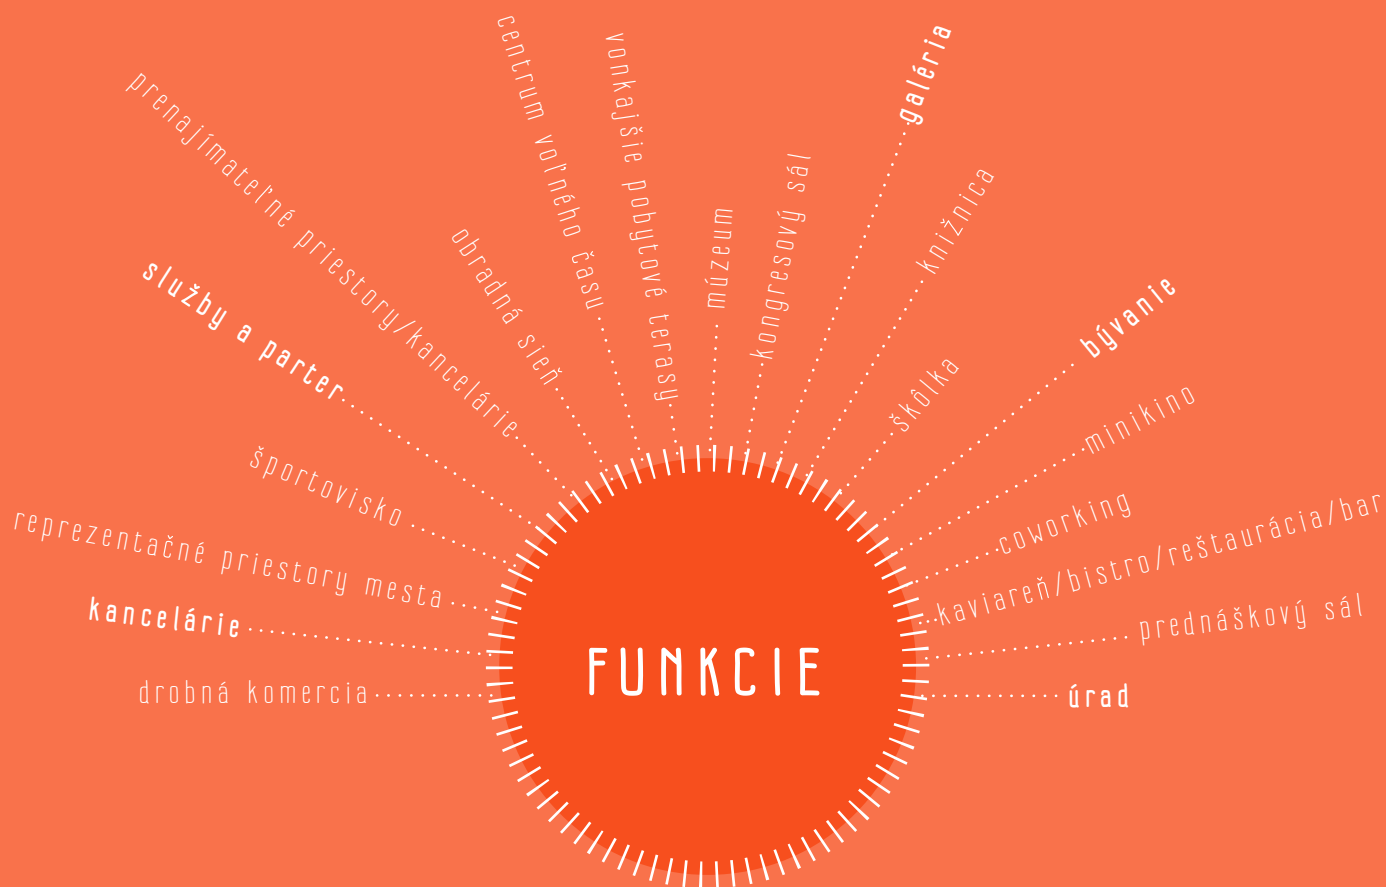 drobná komercia
kancelárie
reprezentačné priestory mesta
športovisko
služby a parter
prenajímateľné priestory/kancelárie
obradná sieň
centrum voľného času
vonkajšie pobytové terasy
múzeum
kongresový sál
galéria
knižnica
škôlka
bývanie
minikino
coworking
kaviareň/bistro/reštaurácia/bar
prednáškový sál
úrad
FUNKCIE